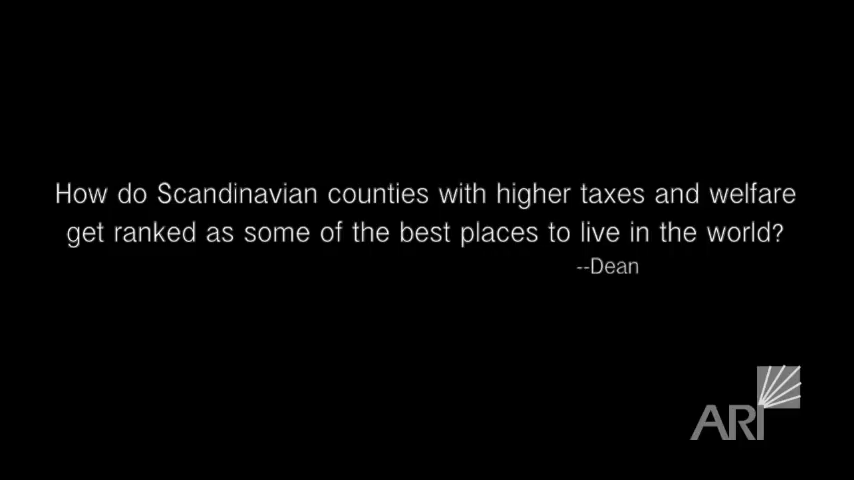 How do Scandinavian counties with higher taxes and welfare
get ranked as some of the best places to live in the world?
--Dean
ARI